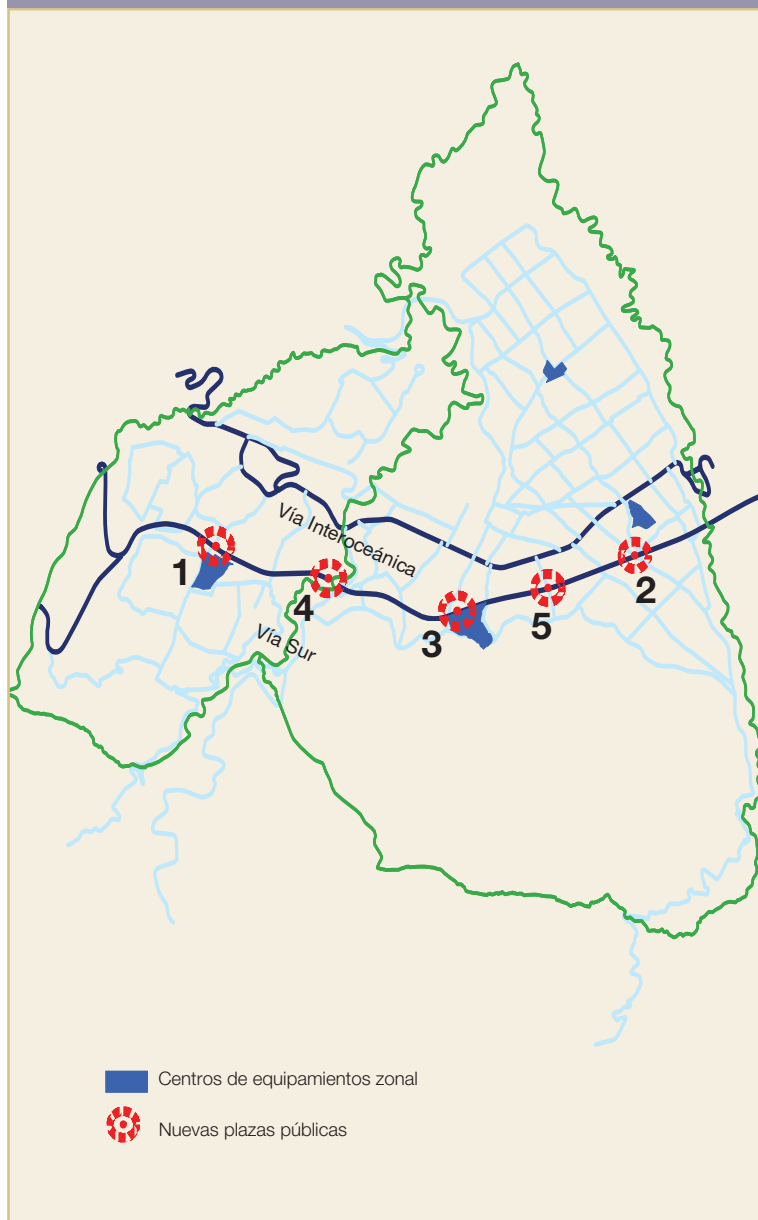 Vía Interoceánica
1
2
4
5
3
Vía Sur
Centros de equipamientos zonal
Nuevas plazas públicas